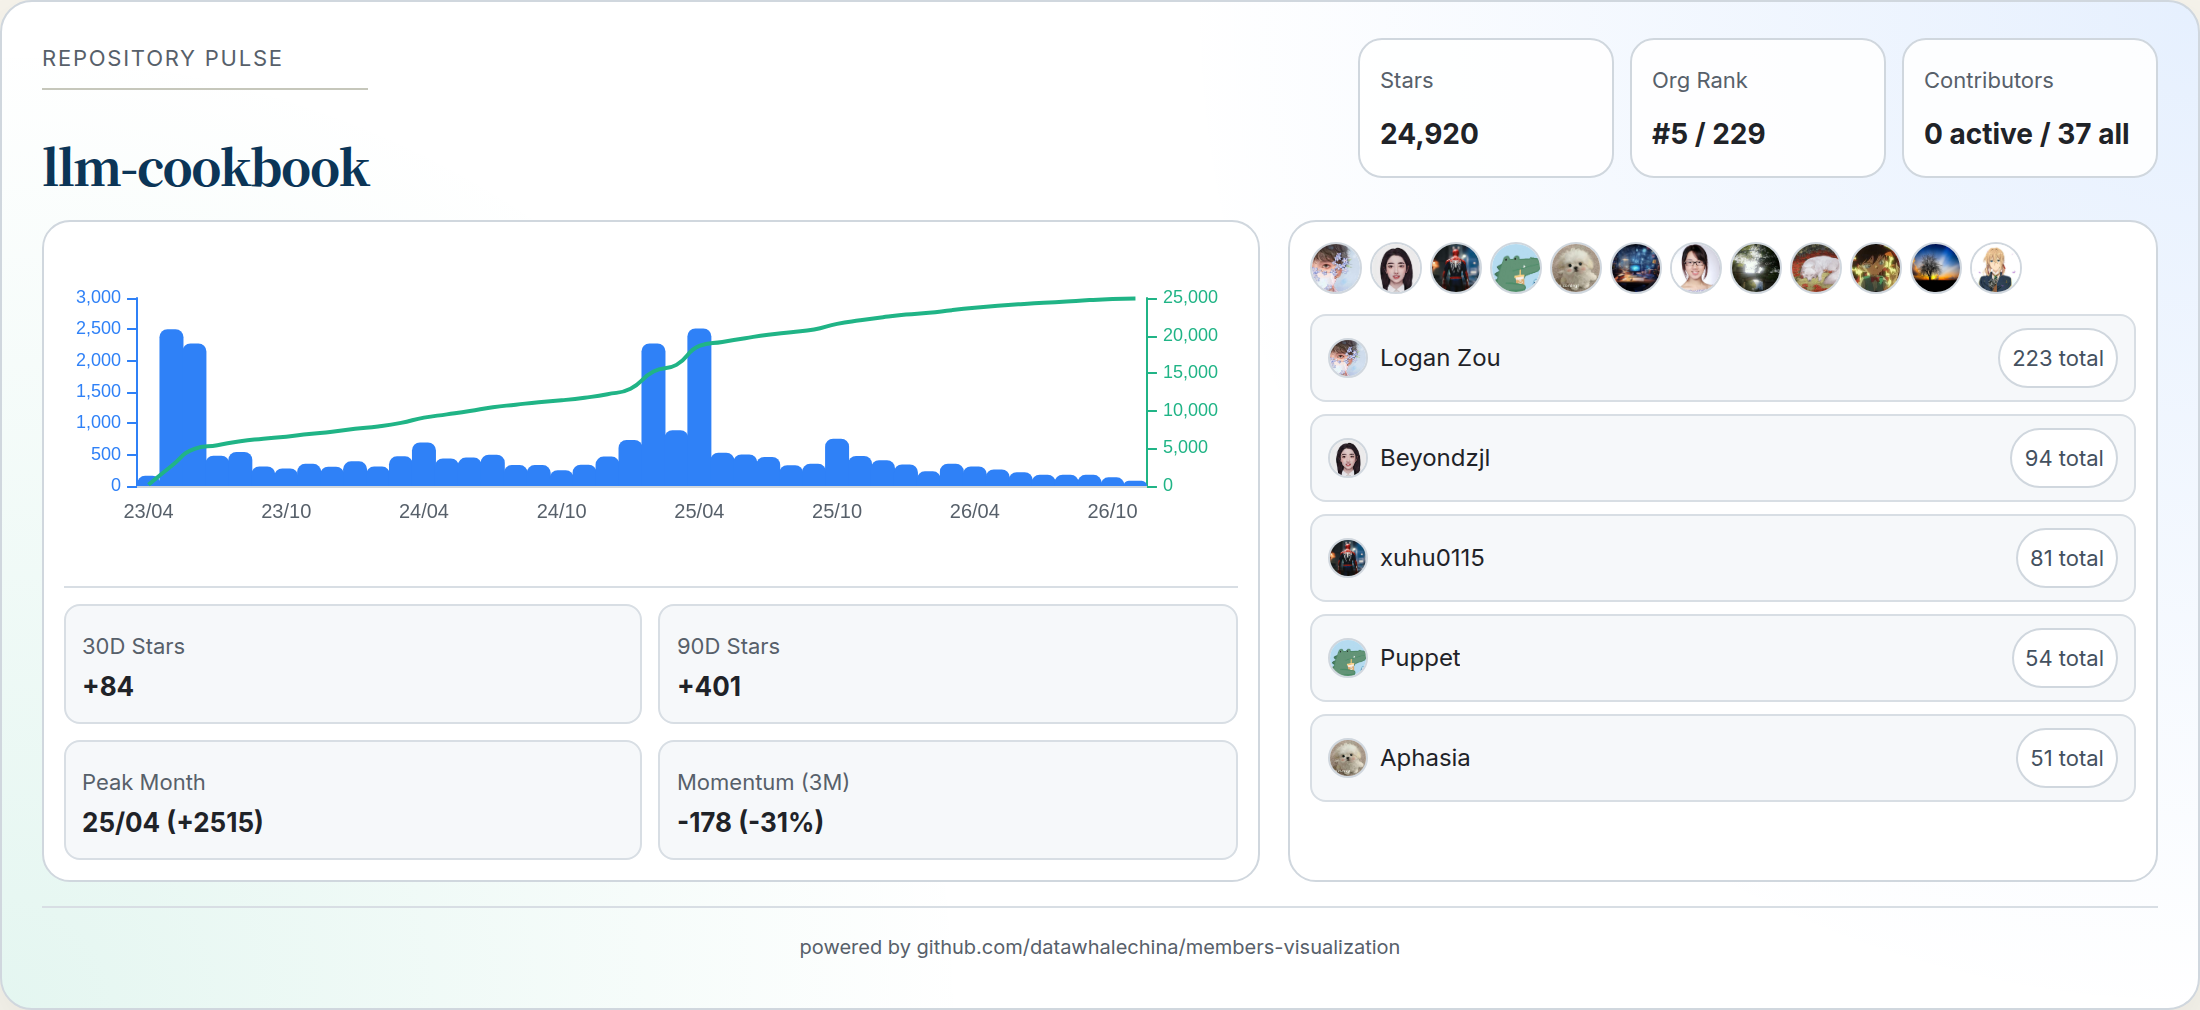 REPOSITORY PULSE
llm-cookbook
Stars
24,920
Org Rank
#5 / 229
Contributors
0 active / 37 all
3,000
2,500
2,000
1,500
1,000
500
0
25,000
20,000
15,000
10,000
5,000
0
23/04 23/10 24/04 24/10 25/04 25/10 26/04 26/10
30D Stars
+84
90D Stars
+401
Peak Month
25/04 (+2515)
Momentum (3M)
-178 (-31%)
Logan Zou 223 total
Beyondzjl 94 total
xuhu0115 81 total
Puppet 54 total
Aphasia 51 total
powered by github.com/datawhalechina/members-visualization